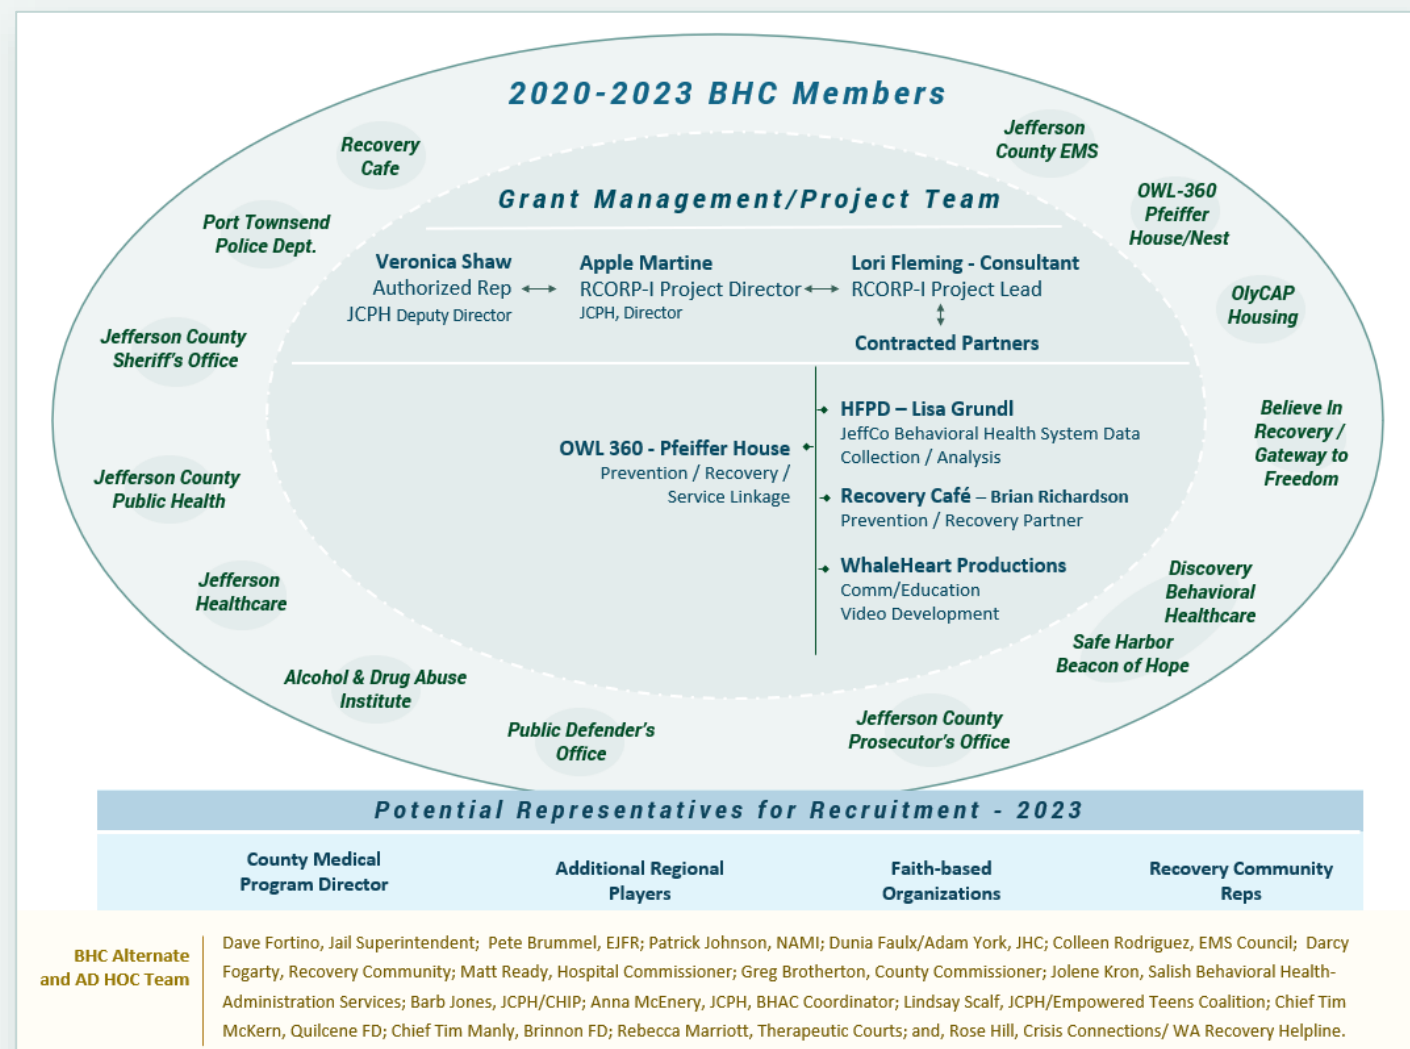 2020-2023 BHC Members
Recovery
Cafe
Port Townsend
Police Dept.
Jefferson County
Sheriff's Office
Jefferson County
Public Health
Jefferson
Healthcare
Alcohol & Drug Abuse
Institute
Public Defender's
Office
Jefferson County
Prosecutor's Office
Safe Harbor
Beacon of Hope
Discovery
Behavioral
Healthcare
Believe In
Recovery /
Gateway to
Freedom
OlyCAP
Housing
OWL-360
Pfeiffer
House/Nest
Jefferson
County EMS
Grant Management/Project Team
Veronica Shaw
Authorized Rep
JCPH Deputy Director
Apple Martine
RCORP-I Project Director
JCPH, Director
Lori Fleming - Consultant
RCORP-I Project Lead
Contracted Partners
OWL 360 - Pfeiffer House
Prevention / Recovery /
Service Linkage
HFPD – Lisa Grundl
JeffCo Behavioral Health System Data
Collection / Analysis
Recovery Café – Brian Richardson
Prevention / Recovery Partner
WhaleHeart Productions
Comm/Education
Video Development
Potential Representatives for Recruitment - 2023
County Medical
Program Director
Additional Regional
Players
Faith-based
Organizations
Recovery Community
Reps
BHC Alternate
and AD HOC Team
Dave Fortino, Jail Superintendent;  Pete Brummel, EJFR; Patrick Johnson, NAMI; Dunia Faulx/Adam York, JHC; Colleen Rodriguez, EMS Council;  Darcy
Fogarty, Recovery Community; Matt Ready, Hospital Commissioner; Greg Brotherton, County Commissioner; Jolene Kron, Salish Behavioral Health-
Administration Services; Barb Jones, JCPH/CHIP; Anna McEnery, JCPH, BHAC Coordinator; Lindsay Scalf, JCPH/Empowered Teens Coalition; Chief Tim
McKern, Quilcene FD; Chief Tim Manly, Brinnon FD; Rebecca Marriott, Therapeutic Courts; and, Rose Hill, Crisis Connections/ WA Recovery Helpline.